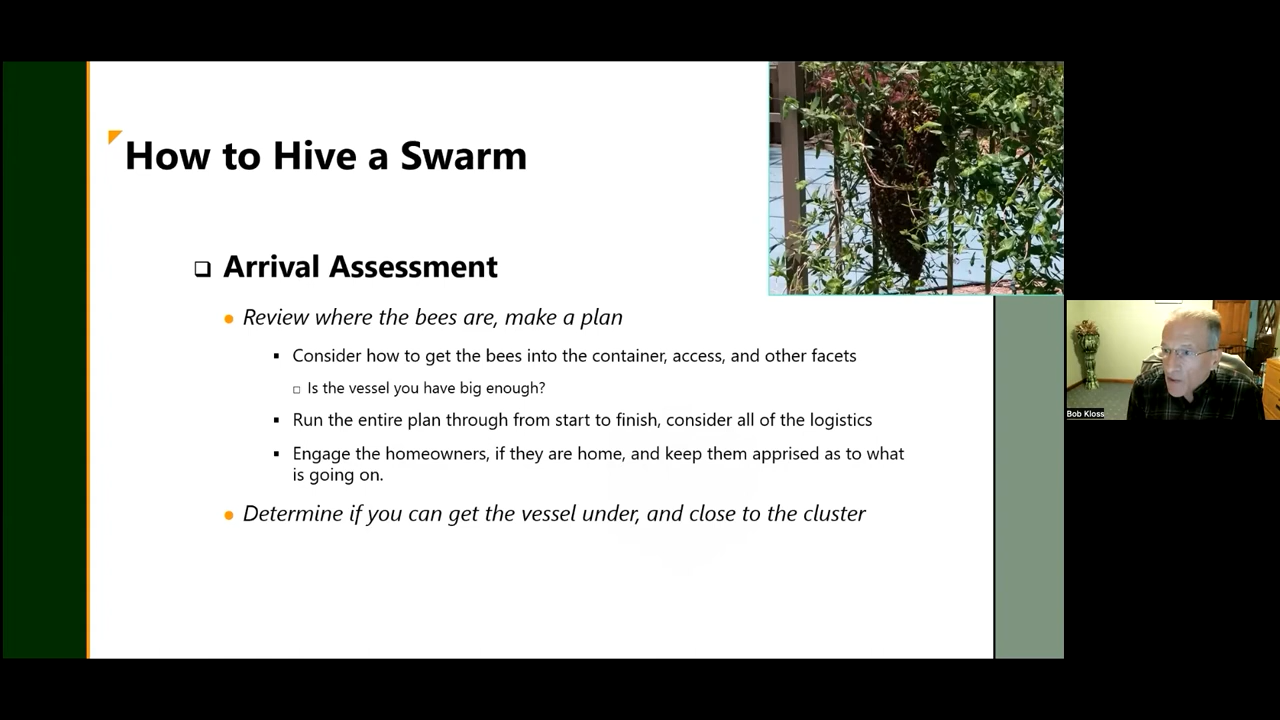 How to Hive a Swarm
Arrival Assessment
Review where the bees are, make a plan
Consider how to get the bees into the container, access, and other facets
Is the vessel you have big enough?
Run the entire plan through from start to finish, consider all of the logistics
Engage the homeowners, if they are home, and keep them apprised as to what
is going on.
Determine if you can get the vessel under, and close to the cluster
Bob Kloss